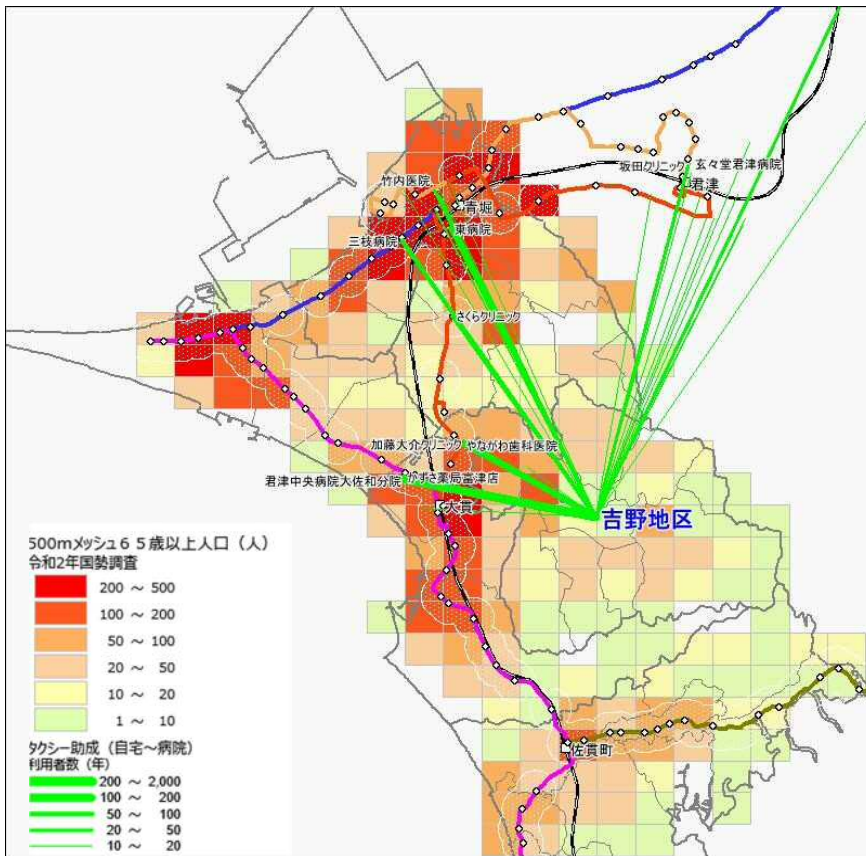 坂田クリニック
玄々堂君津病院
君津
竹内医院
青堀
東病院
三枝病院
さくらクリニック
加藤大介クリニック
やながわ歯科医院
君津中央病院大佐和分院
かずさ薬局富津店
大貫
吉野地区
佐貫町
500mメッシュ65歳以上人口(人)
令和2年国勢調査
200 ~ 500
100 ~ 200
50 ~ 100
20 ~ 50
10 ~ 20
1 ~ 10
タクシー助成(自宅~病院)
利用者数(年)
200 ~ 2,000
100 ~ 200
50 ~ 100
20 ~ 50
10 ~ 20